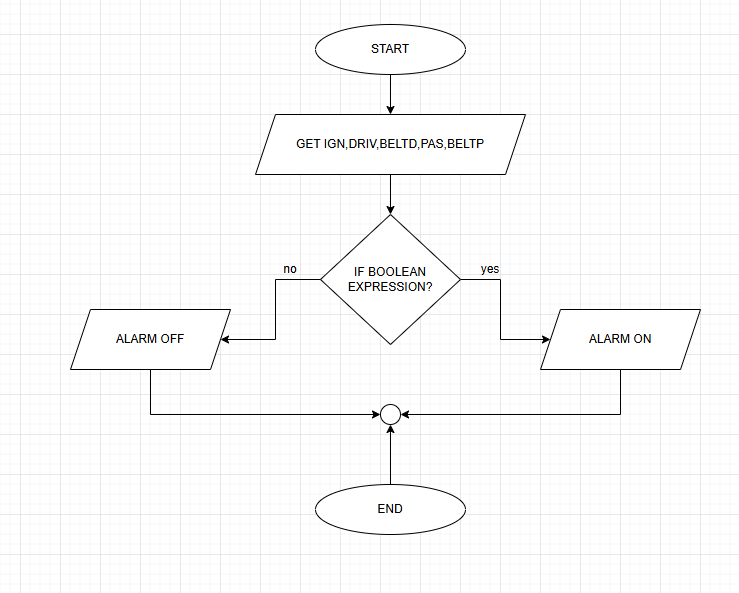 START
GET IGN,DRIV,BELTD,PAS,BELTP
IF BOOLEAN
EXPRESSION?
no
yes
ALARM OFF
ALARM ON
END